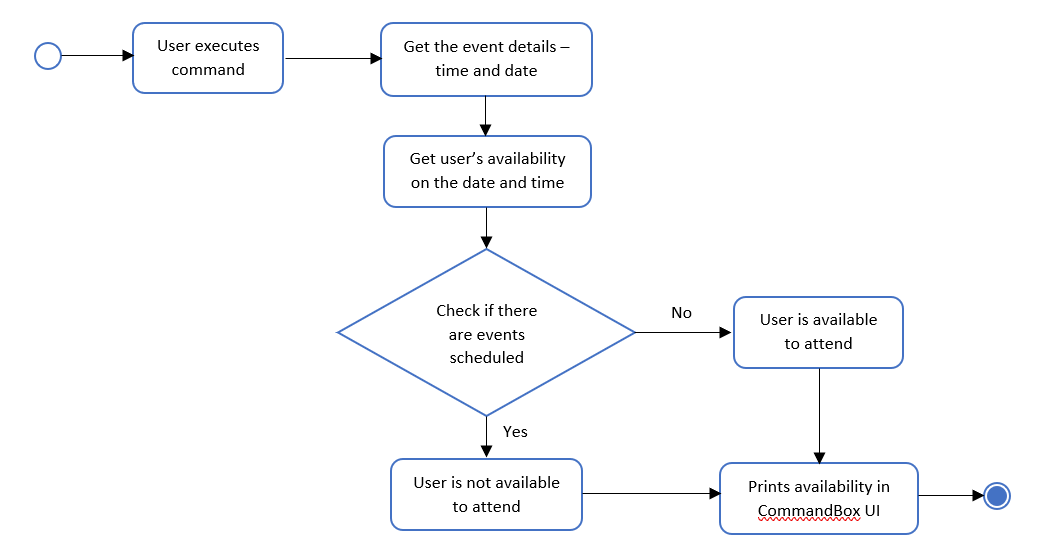 User executes
command
Get the event details –
time and date
Get user’s availability
on the date and time
Check if there
are events
scheduled
No
User is available
to attend
Yes
User is not available
to attend
Prints availability in
CommandBox UI